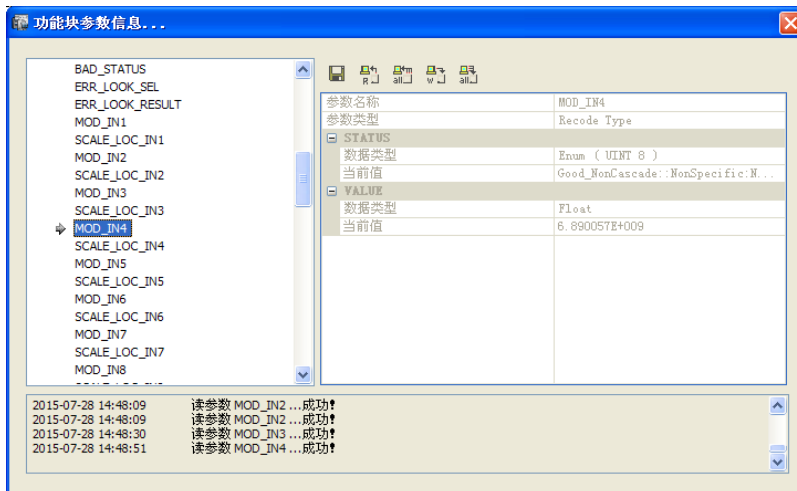 功能块参数信息...
BAD_STATUS
ERR_LOOK_SEL
ERR_LOOK_RESULT
MOD_IN1
SCALE_LOC_IN1
MOD_IN2
SCALE_LOC_IN2
MOD_IN3
SCALE_LOC_IN3
MOD_IN4
SCALE_LOC_IN4
MOD_IN5
SCALE_LOC_IN5
MOD_IN6
SCALE_LOC_IN6
MOD_IN7
SCALE_LOC_IN7
MOD_IN8
R all W all
参数名称 MOD_IN4
参数类型 Recode Type
STATUS
数据类型 Enum ( UINT 8 )
当前值 Good_NonCascade::NonSpecific:N...
VALUE
数据类型 Float
当前值 6.890057E+009
2015-07-28 14:48:09 读参数 MOD_IN2 ...成功!
2015-07-28 14:48:09 读参数 MOD_IN2 ...成功!
2015-07-28 14:48:30 读参数 MOD_IN3 ...成功!
2015-07-28 14:48:51 读参数 MOD_IN4 ...成功!